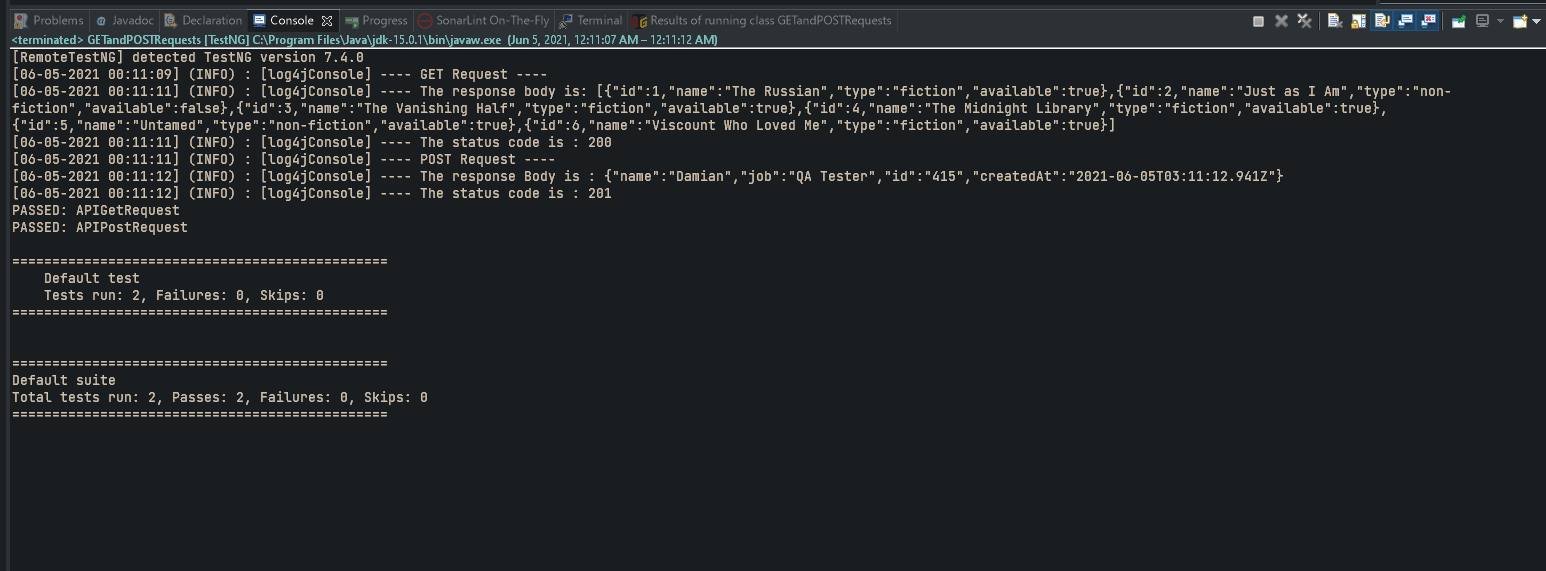 Problems Javadoc Declaration Console Progress SonarLint On-The-Fly Terminal Results of running class GETandPOSTRequests
<terminated> GETandPOSTRequests [TestNG] C:\Program Files\Java\jdk-15.0.1\bin\javaw.exe (Jun 5, 2021, 12:11:07 AM – 12:11:12 AM)
[RemoteTestNG] detected TestNG version 7.4.0
[06-05-2021 00:11:09] (INFO) : [log4jConsole] ---- GET Request ----
[06-05-2021 00:11:11] (INFO) : [log4jConsole] ---- The response body is: [{"id":1,"name":"The Russian","type":"fiction","available":true},{"id":2,"name":"Just as I Am","type":"non-
fiction","available":false},{"id":3,"name":"The Vanishing Half","type":"fiction","available":true},{"id":4,"name":"The Midnight Library","type":"fiction","available":true},
{"id":5,"name":"Untamed","type":"non-fiction","available":true},{"id":6,"name":"Viscount Who Loved Me","type":"fiction","available":true}]
[06-05-2021 00:11:11] (INFO) : [log4jConsole] ---- The status code is : 200
[06-05-2021 00:11:11] (INFO) : [log4jConsole] ---- POST Request ----
[06-05-2021 00:11:12] (INFO) : [log4jConsole] ---- The response Body is : {"name":"Damian","job":"QA Tester","id":"415","createdAt":"2021-06-05T03:11:12.941Z"}
[06-05-2021 00:11:12] (INFO) : [log4jConsole] ---- The status code is : 201
PASSED: APIGetRequest
PASSED: APIPostRequest
===============================================
Default test
Tests run: 2, Failures: 0, Skips: 0
===============================================
===============================================
Default suite
Total tests run: 2, Passes: 2, Failures: 0, Skips: 0
===============================================